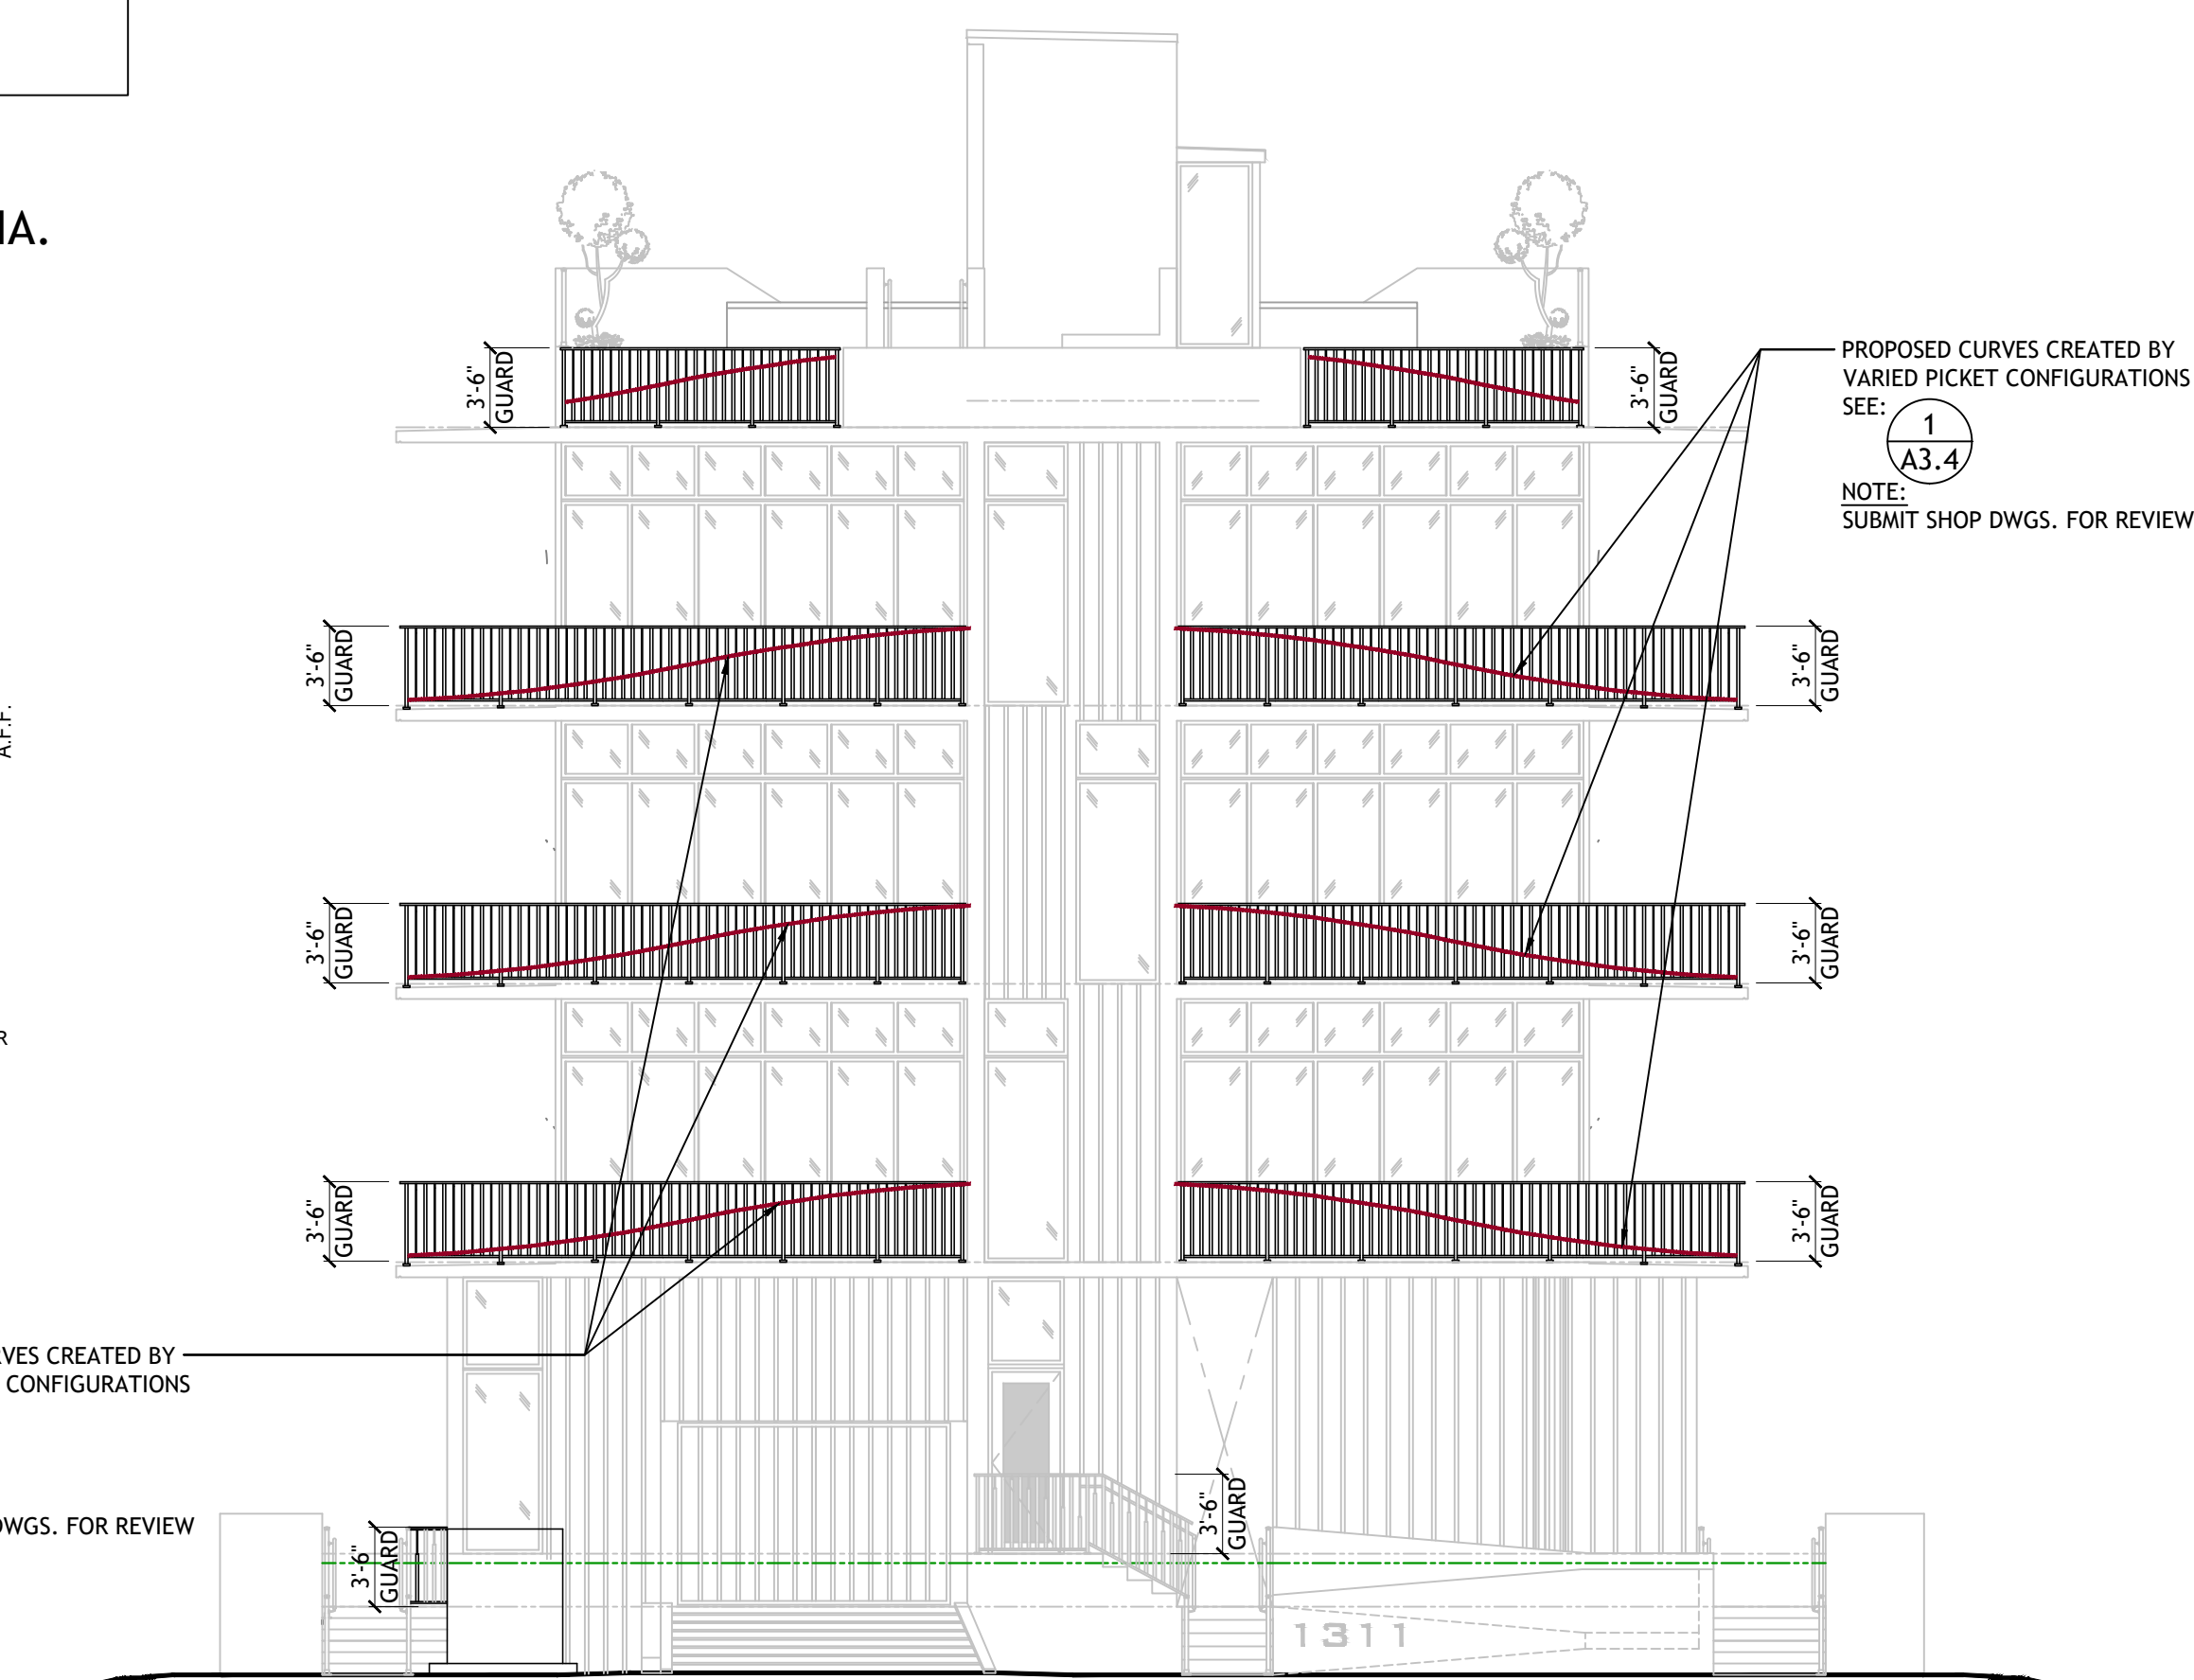 IA.
3'-6"
GUARD
3'-6"
GUARD
PROPOSED CURVES CREATED BY
VARIED PICKET CONFIGURATIONS
SEE:
1
A3.4
NOTE:
SUBMIT SHOP DWGS. FOR REVIEW
3'-6"
GUARD
3'-6"
GUARD
A.F.F.
3'-6"
GUARD
3'-6"
GUARD
R
3'-6"
GUARD
3'-6"
GUARD
RVES CREATED BY
CONFIGURATIONS
3'-6"
GUARD
DWGS. FOR REVIEW
3'-6"
GUARD
1311